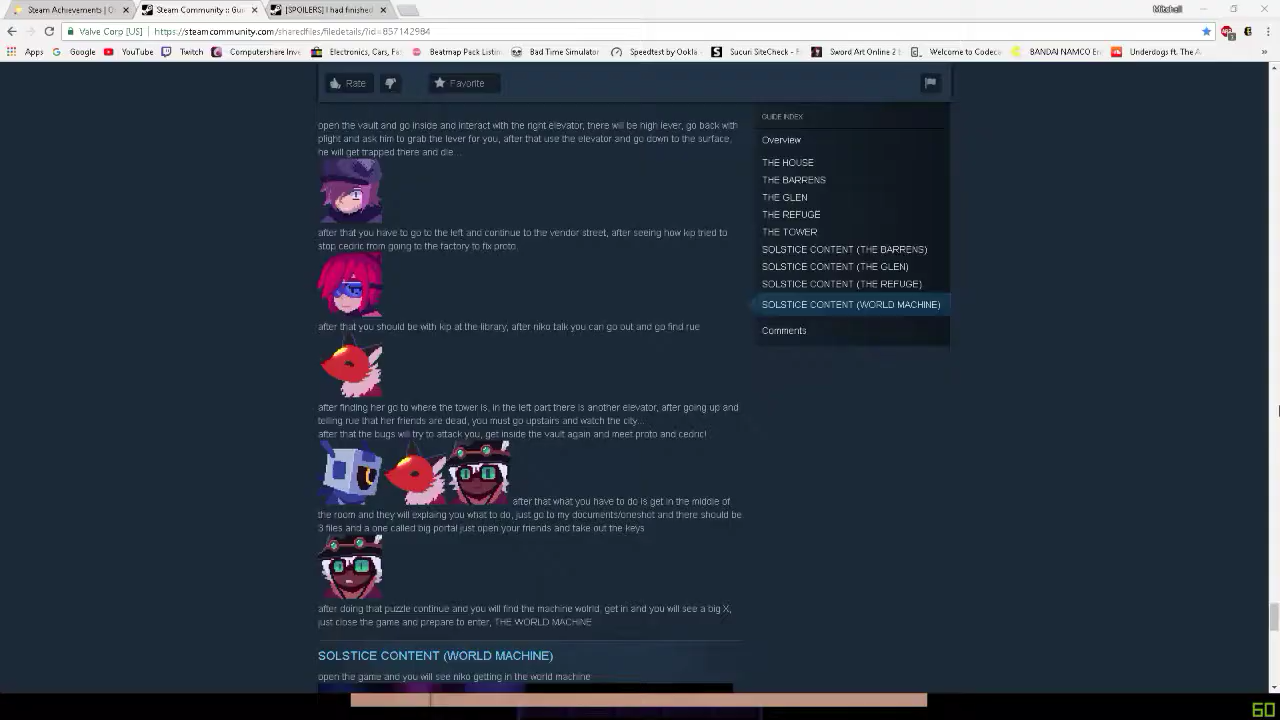 Steam Achievements | O
Steam Community :: Gui
[SPOILERS] I had finished
Mitchell
Valve Corp [US] | https://steamcommunity.com/sharedfiles/filedetails/?id=857142984
Apps
Google
YouTube
Twitch
Computershare Inve
Electronics, Cars, Fa
Beatmap Pack Listin
Bad Time Simulator
Speedtest by Ookla
Sucuri SiteCheck - Fr
Sword Art Online 2 E
Welcome to Codeca
BANDAI NAMCO En
Underdogs ft. The A
Rate
Favorite
open the vault and go inside and interact with the right elevator, there will be high lever, go back with
plight and ask him to grab the lever for you, after that use the elevator and go down to the surface,
he will get trapped there and die...
after that you have to go to the left and continue to the vendor street, after seeing how kip tried to
stop cedric from going to the factory to fix proto
after that you should be with kip at the library, after niko talk you can go out and go find rue
after finding her go to where the tower is, in the left part there is another elevator, after going up and
telling rue that her friends are dead, you must go upstairs and watch the city...
after that the bugs will try to attack you, get inside the vault again and meet proto and cedric!
after that what you have to do is get in the middle of
the room and they will explaing you what to do, just go to my documents/oneshot and there should be
3 files and a one called big portal just open your friends and take out the keys
after doing that puzzle continue and you will find the machine wolrld, get in and you will see a big X,
just close the game and prepare to enter, THE WORLD MACHINE
SOLSTICE CONTENT (WORLD MACHINE)
open the game and you will see niko getting in the world machine
GUIDE INDEX
Overview
THE HOUSE
THE BARRENS
THE GLEN
THE REFUGE
THE TOWER
SOLSTICE CONTENT (THE BARRENS)
SOLSTICE CONTENT (THE GLEN)
SOLSTICE CONTENT (THE REFUGE)
SOLSTICE CONTENT (WORLD MACHINE)
Comments
60